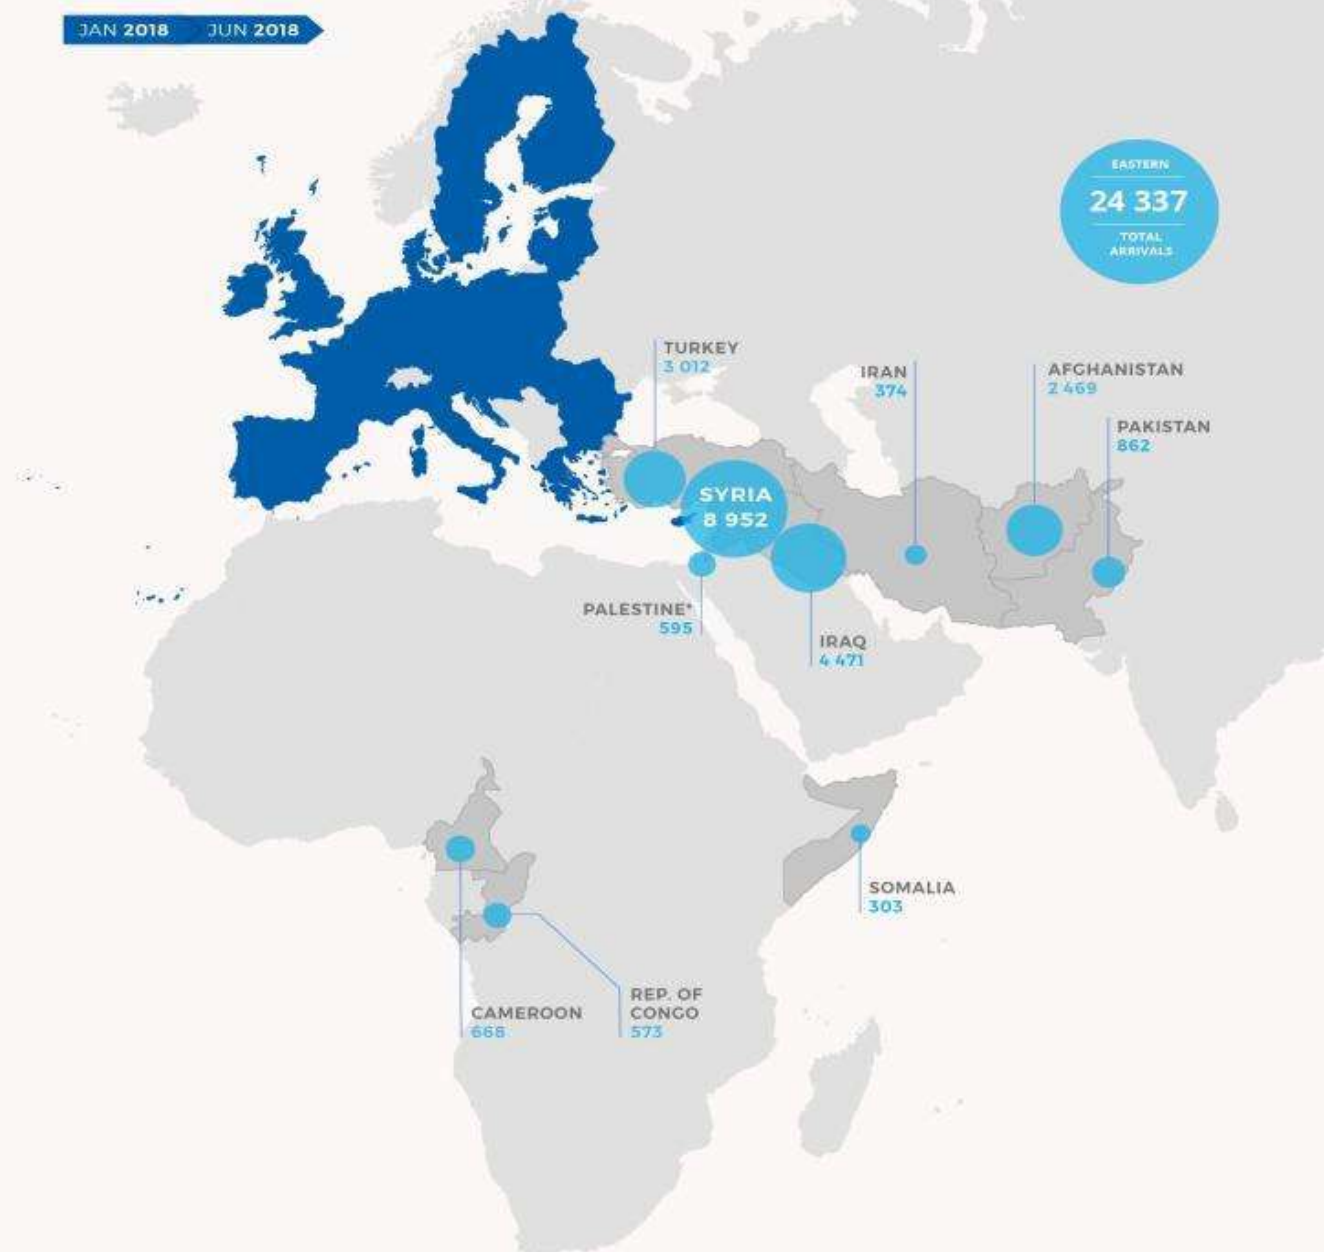 JAN 2018 JUN 2018
EASTERN
24 337
TOTAL
ARRIVALS
TURKEY
3 012
IRAN
374
AFGHANISTAN
2 469
PAKISTAN
862
SYRIA
8 952
PALESTINE*
595
IRAQ
4 471
SOMALIA
303
CAMEROON
668
REP. OF
CONGO
573